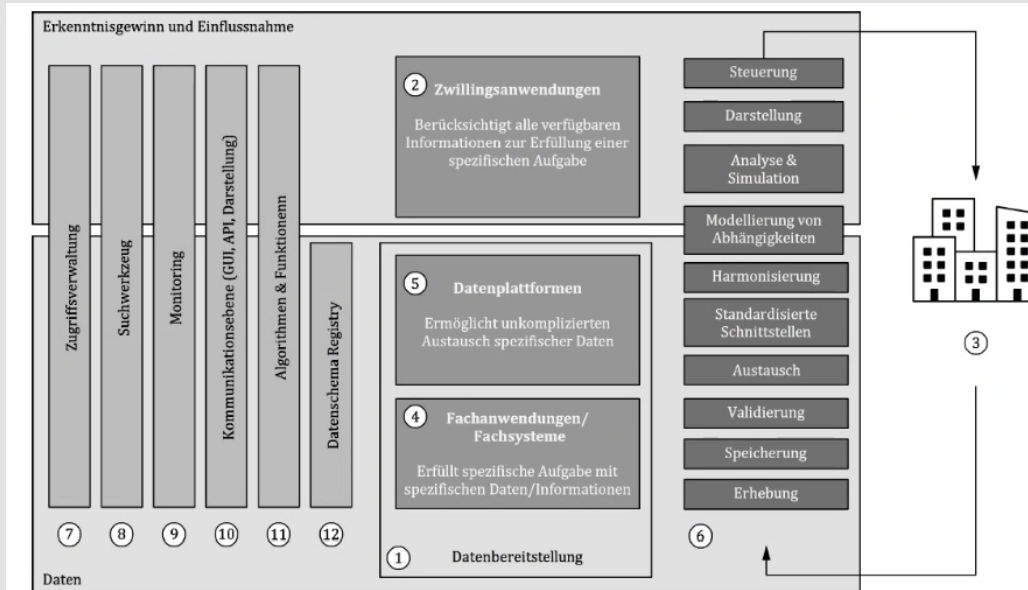 Erkenntnisgewinn und Einflussnahme
Zugriffsverwaltung
Suchwerkzeug
Monitoring
Kommunikationsebene (GUI, API, Darstellung)
Algorithmen & Funktionenn
Datenschema Registry
7
8
9
10
11
12
2
Zwillingsanwendungen
Berücksichtigt alle verfügbaren
Informationen zur Erfüllung einer
spezifischen Aufgabe
5
Datenplattformen
Ermöglicht unkomplizierten
Austausch spezifischer Daten
4
Fachanwendungen/
Fachsysteme
Erfüllt spezifische Aufgabe mit
spezifischen Daten/Informationen
1
Datenbereitstellung
Steuerung
Darstellung
Analyse &
Simulation
Modellierung von
Abhängigkeiten
Harmonisierung
Standardisierte
Schnittstellen
Austausch
Validierung
Speicherung
Erhebung
6
3
Daten